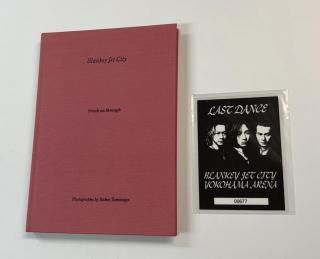 Blankey Jet City
Photographs by
LAST DANCE
BLANKEY JET CITY
YOKOHAMA ARENA
00677